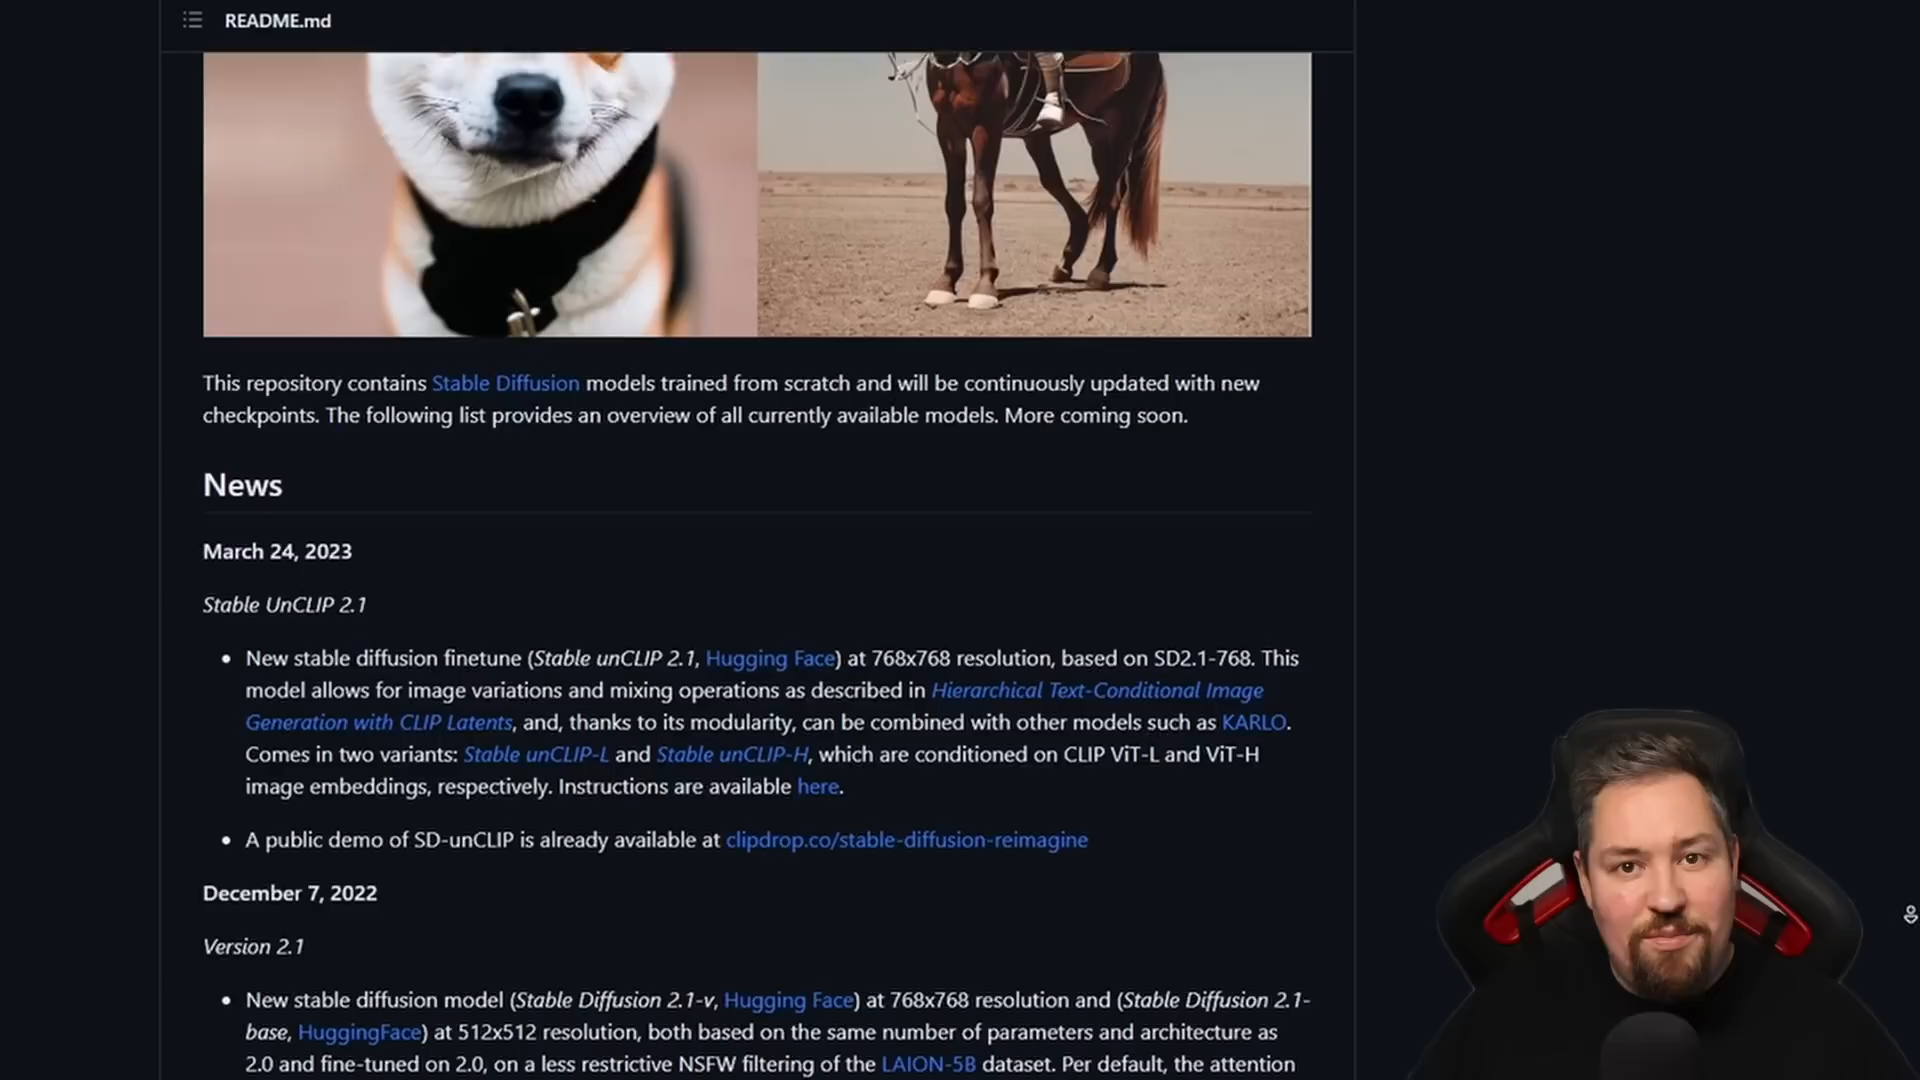 README.md
This repository contains Stable Diffusion models trained from scratch and will be continuously updated with new
checkpoints. The following list provides an overview of all currently available models. More coming soon.
News
March 24, 2023
Stable UnCLIP 2.1
New stable diffusion finetune (Stable unCLIP 2.1, Hugging Face) at 768x768 resolution, based on SD2.1-768. This
model allows for image variations and mixing operations as described in Hierarchical Text-Conditional Image
Generation with CLIP Latents, and, thanks to its modularity, can be combined with other models such as KARLO.
Comes in two variants: Stable unCLIP-L and Stable unCLIP-H, which are conditioned on CLIP ViT-L and ViT-H
image embeddings, respectively. Instructions are available here.
A public demo of SD-unCLIP is already available at clipdrop.co/stable-diffusion-reimagine
December 7, 2022
Version 2.1
New stable diffusion model (Stable Diffusion 2.1-v, Hugging Face) at 768x768 resolution and (Stable Diffusion 2.1-
base, HuggingFace) at 512x512 resolution, both based on the same number of parameters and architecture as
2.0 and fine-tuned on 2.0, on a less restrictive NSFW filtering of the LAION-5B dataset. Per default, the attention